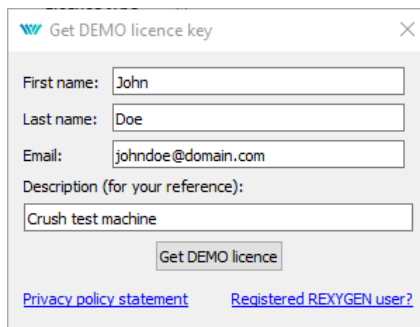 Get DEMO licence key
First name: John
Last name: Doe
Email: johndoe@domain.com
Description (for your reference):
Crush test machine
Get DEMO licence
Privacy policy statement Registered REXYGEN user?